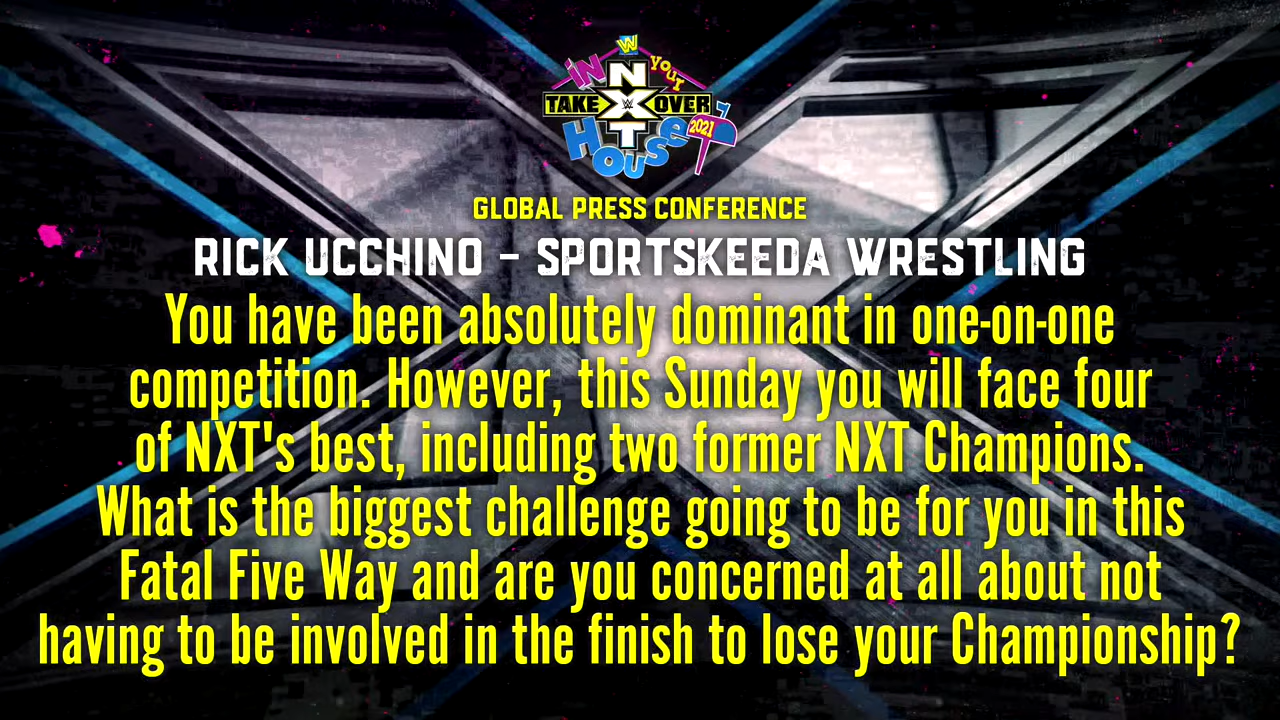 W
IN YOUR
NXT
TAKE OVER
HOUSE 2021
GLOBAL PRESS CONFERENCE
RICK UCCHINO – SPORTSKEEDA WRESTLING
You have been absolutely dominant in one-on-one
competition. However, this Sunday you will face four
of NXT's best, including two former NXT Champions.
What is the biggest challenge going to be for you in this
Fatal Five Way and are you concerned at all about not
having to be involved in the finish to lose your Championship?